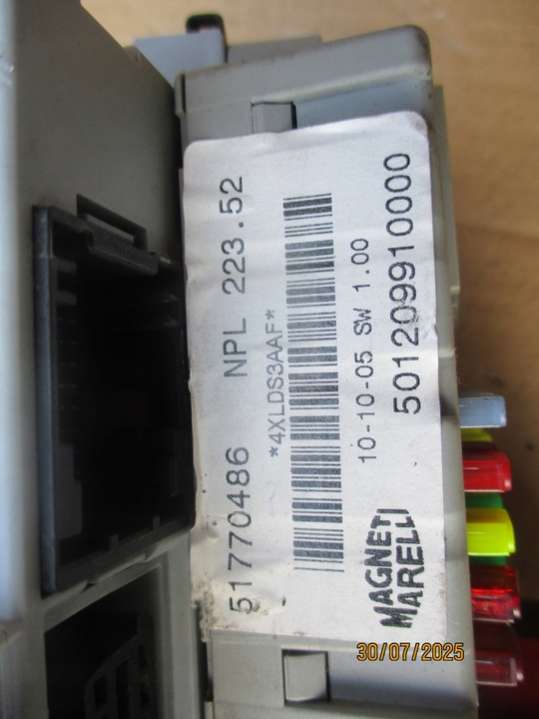 51770486 NPL 223.52
*4XLDS3AAF*
10-10-05 SW 1.00
501209910000
MAGNETI
MARELLI
30/07/2025